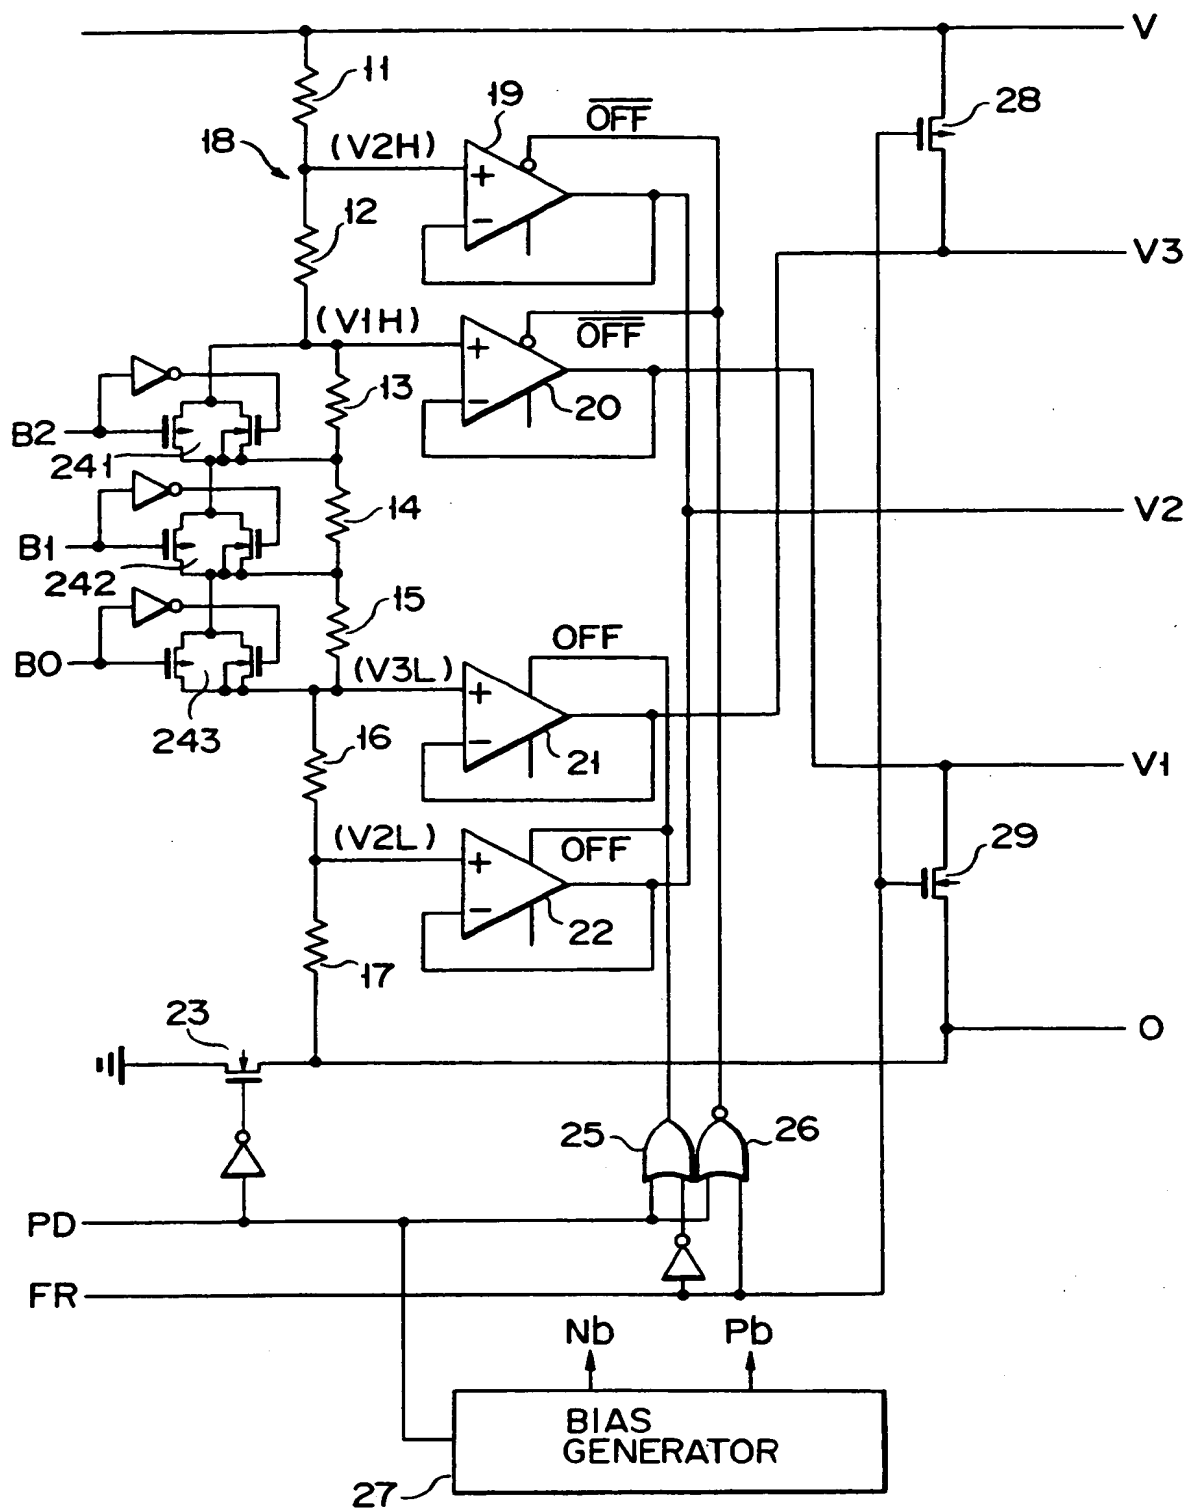 V
11
19
O̅F̅F̅
28
18
(V2H)
12
V3
(V1H)
O̅F̅F̅
13
20
B2
241
14
V2
B1
242
15
OFF
B0
(V3L)
243
16
21
V1
(V2L)
OFF
29
22
17
23
0
25
26
PD
FR
Nb
Pb
BIAS
GENERATOR
27